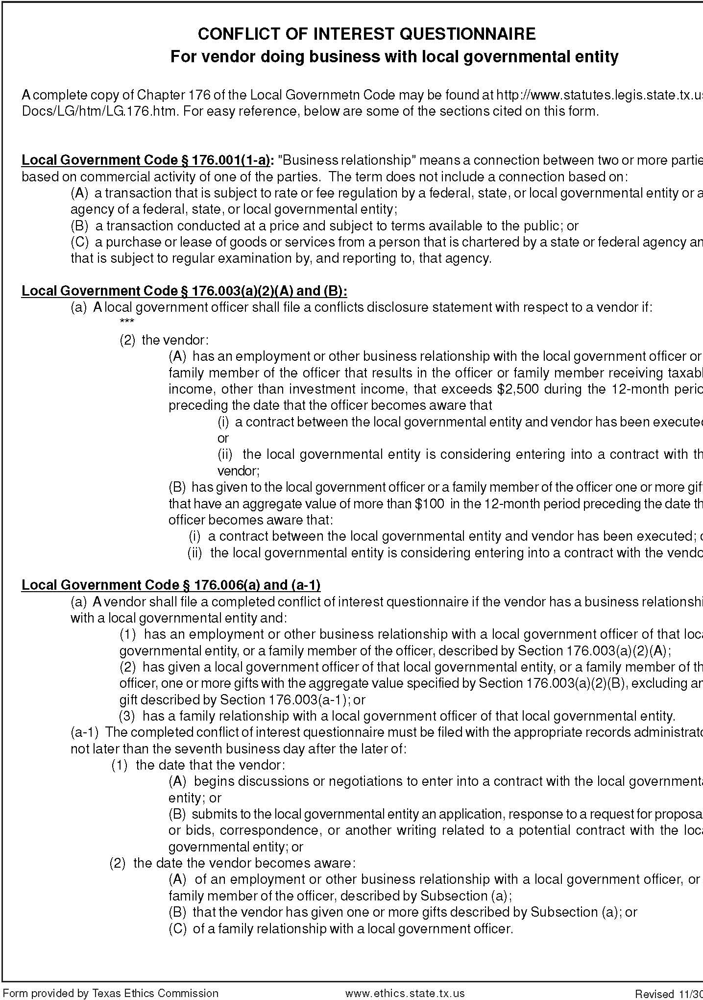 CONFLICT OF INTEREST QUESTIONNAIRE
For vendor doing business with local governmental entity
A complete copy of Chapter 176 of the Local Governmetn Code may be found at http://www.statutes.legis.state.tx.us
Docs/LG/htm/LG.176.htm. For easy reference, below are some of the sections cited on this form.
Local Government Code § 176.001(1-a): "Business relationship" means a connection between two or more partie
based on commercial activity of one of the parties. The term does not include a connection based on:
(A) a transaction that is subject to rate or fee regulation by a federal, state, or local governmental entity or a
agency of a federal, state, or local governmental entity;
(B) a transaction conducted at a price and subject to terms available to the public; or
(C) a purchase or lease of goods or services from a person that is chartered by a state or federal agency an
that is subject to regular examination by, and reporting to, that agency.
Local Government Code § 176.003(a)(2)(A) and (B):
(a) A local government officer shall file a conflicts disclosure statement with respect to a vendor if:
***
(2) the vendor:
(A) has an employment or other business relationship with the local government officer or
family member of the officer that results in the officer or family member receiving taxabl
income, other than investment income, that exceeds $2,500 during the 12-month perio
preceding the date that the officer becomes aware that
(i) a contract between the local governmental entity and vendor has been executed
or
(ii) the local governmental entity is considering entering into a contract with th
vendor;
(B) has given to the local government officer or a family member of the officer one or more gift
that have an aggregate value of more than $100 in the 12-month period preceding the date th
officer becomes aware that:
(i) a contract between the local governmental entity and vendor has been executed; o
(ii) the local governmental entity is considering entering into a contract with the vendo
Local Government Code § 176.006(a) and (a-1)
(a) A vendor shall file a completed conflict of interest questionnaire if the vendor has a business relationshi
with a local governmental entity and:
(1) has an employment or other business relationship with a local government officer of that loca
governmental entity, or a family member of the officer, described by Section 176.003(a)(2)(A);
(2) has given a local government officer of that local governmental entity, or a family member of th
officer, one or more gifts with the aggregate value specified by Section 176.003(a)(2)(B), excluding an
gift described by Section 176.003(a-1); or
(3) has a family relationship with a local government officer of that local governmental entity.
(a-1) The completed conflict of interest questionnaire must be filed with the appropriate records administrato
not later than the seventh business day after the later of:
(1) the date that the vendor:
(A) begins discussions or negotiations to enter into a contract with the local governmenta
entity; or
(B) submits to the local governmental entity an application, response to a request for proposa
or bids, correspondence, or another writing related to a potential contract with the loca
governmental entity; or
(2) the date the vendor becomes aware:
(A) of an employment or other business relationship with a local government officer, or
family member of the officer, described by Subsection (a);
(B) that the vendor has given one or more gifts described by Subsection (a); or
(C) of a family relationship with a local government officer.
Form provided by Texas Ethics Commission
www.ethics.state.tx.us
Revised 11/30